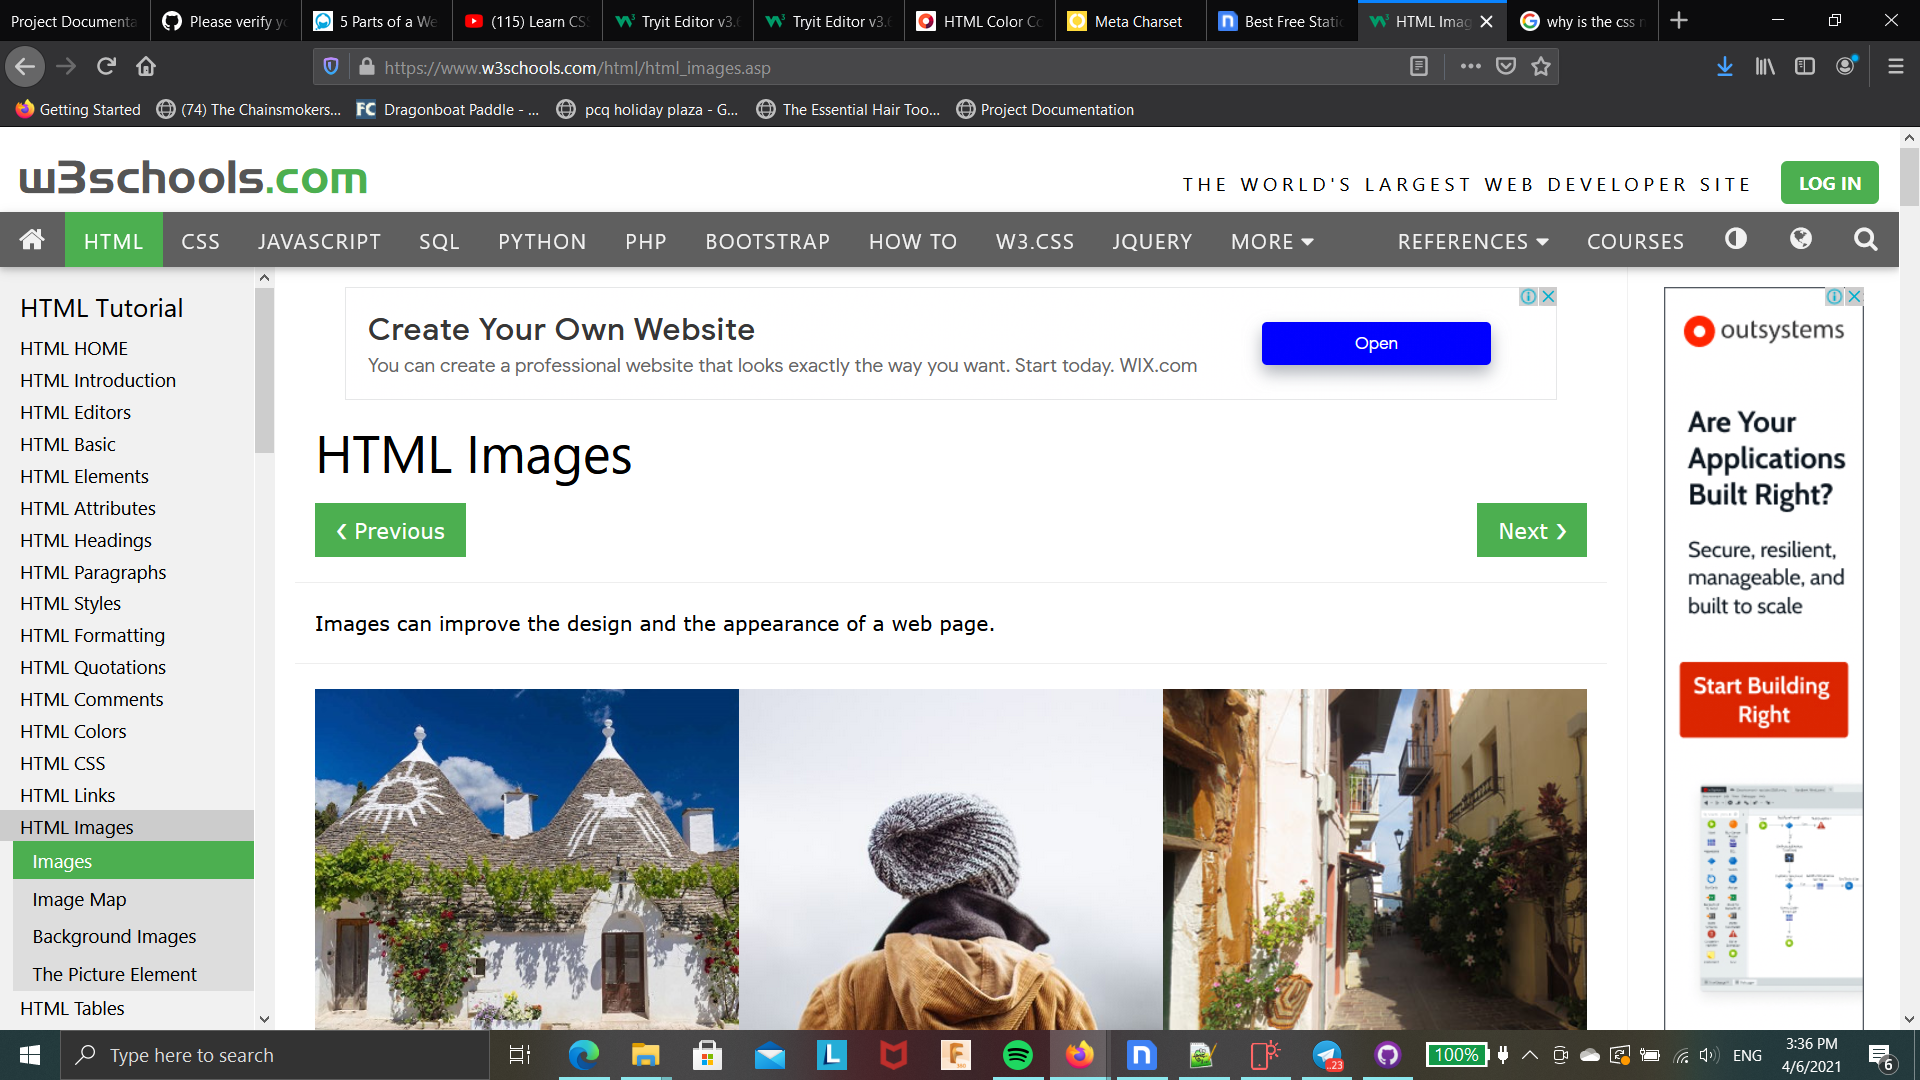 Project Documenta
Please verify yo
5 Parts of a We
(115) Learn CS
Tryit Editor v3.6
Tryit Editor v3.6
HTML Color Co
Meta Charset
Best Free Stati
HTML Imag
why is the css n
https://www.w3schools.com/html/html_images.asp
Getting Started
(74) The Chainsmokers...
FC Dragonboat Paddle - ...
pcq holiday plaza - G...
The Essential Hair Too...
Project Documentation
w3schools.com
THE WORLD'S LARGEST WEB DEVELOPER SITE
LOG IN
HTML CSS JAVASCRIPT SQL PYTHON PHP BOOTSTRAP HOW TO W3.CSS JQUERY MORE REFERENCES COURSES
HTML Tutorial
HTML HOME
HTML Introduction
HTML Editors
HTML Basic
HTML Elements
HTML Attributes
HTML Headings
HTML Paragraphs
HTML Styles
HTML Formatting
HTML Quotations
HTML Comments
HTML Colors
HTML CSS
HTML Links
HTML Images
Images
Image Map
Background Images
The Picture Element
HTML Tables
Create Your Own Website
You can create a professional website that looks exactly the way you want. Start today. WIX.com
Open
HTML Images
❮ Previous
Next ❯
Images can improve the design and the appearance of a web page.
outsystems
Are Your
Applications
Built Right?
Secure, resilient,
manageable, and
built to scale
Start Building
Right
Type here to search
100%
ENG
3:36 PM
4/6/2021
6